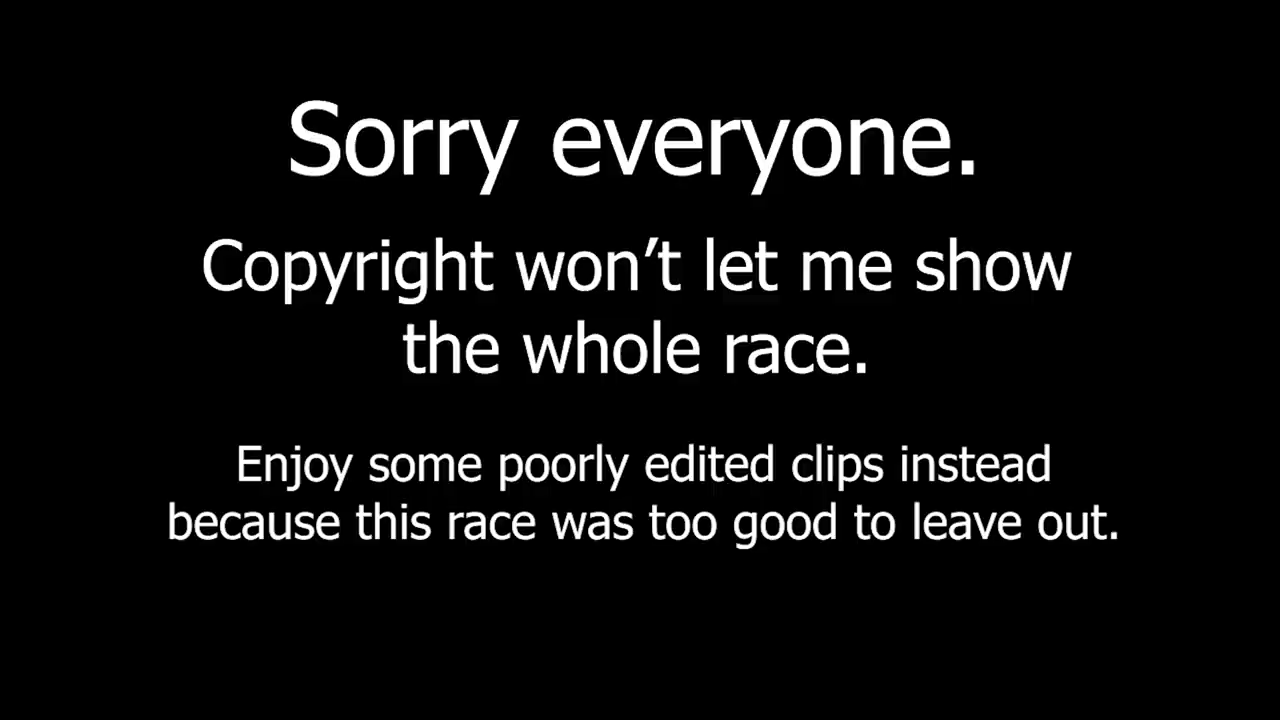 Sorry everyone.
Copyright won’t let me show
the whole race.
Enjoy some poorly edited clips instead
because this race was too good to leave out.